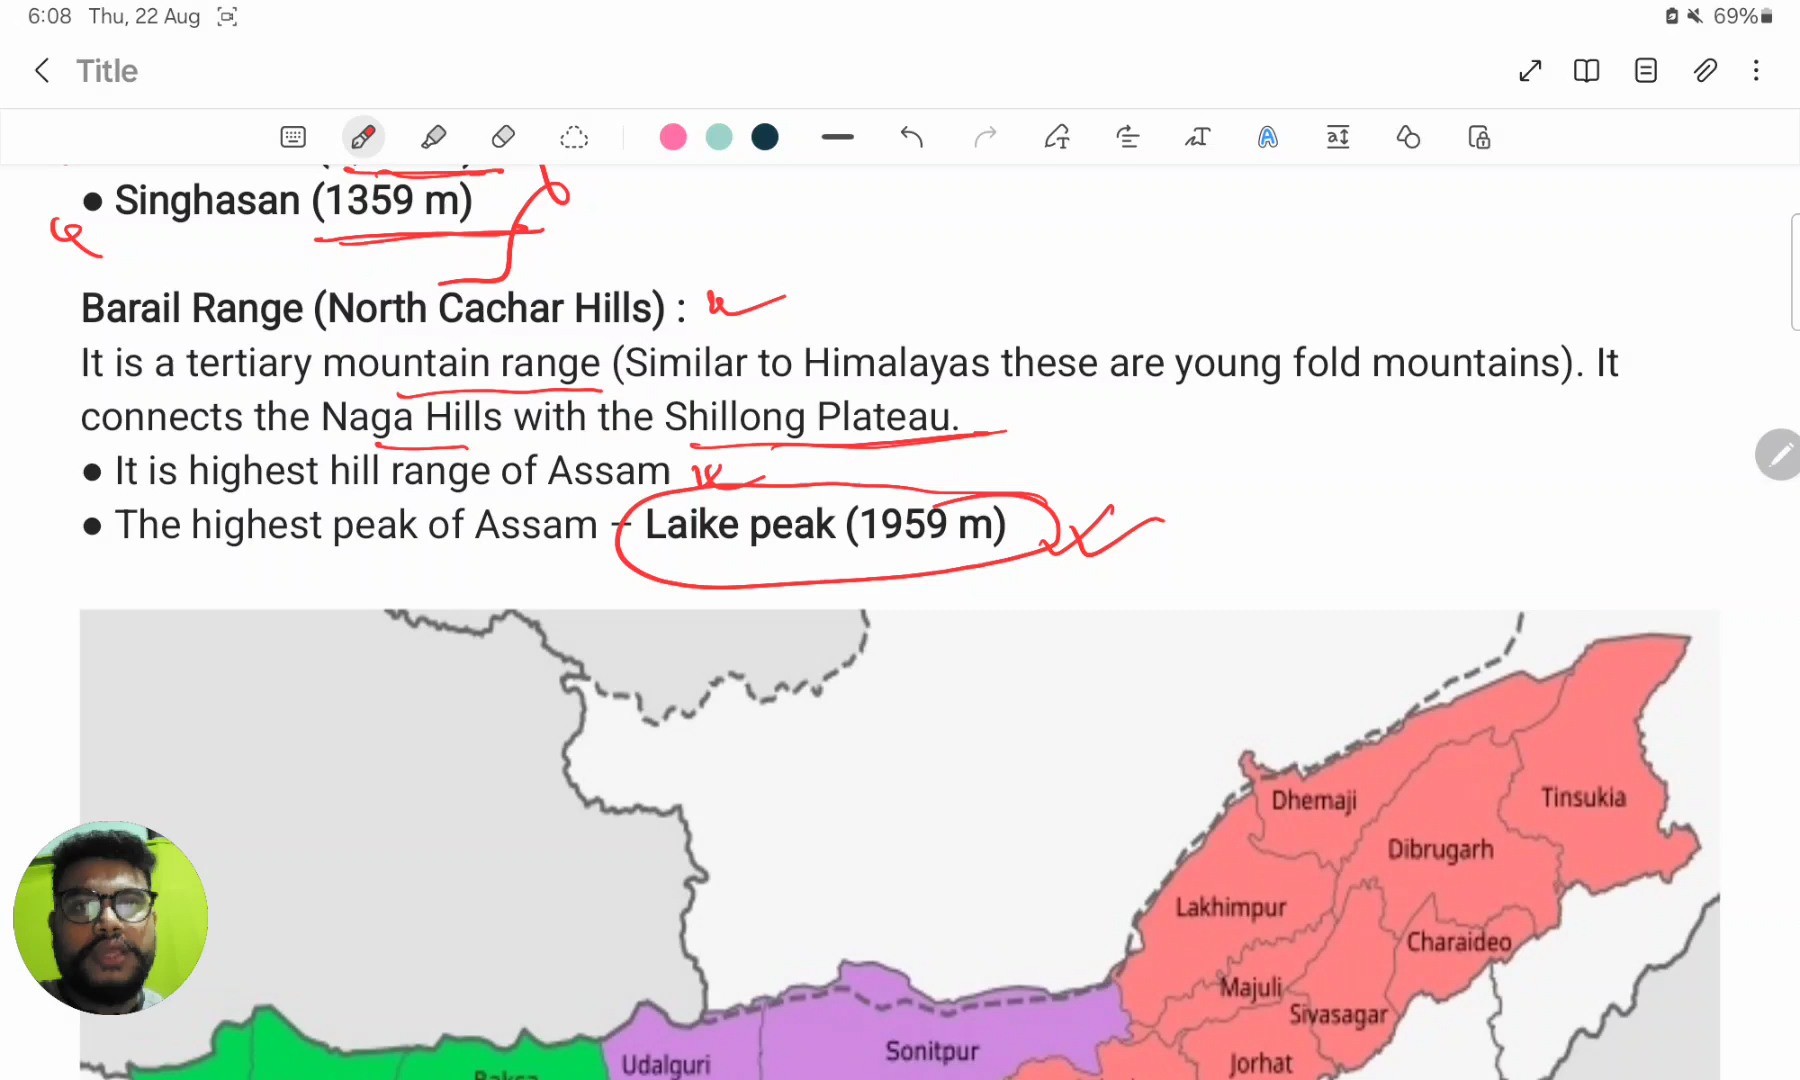 6:08 Thu, 22 Aug 69%
Title
● Singhasan (1359 m)
Barail Range (North Cachar Hills) :
It is a tertiary mountain range (Similar to Himalayas these are young fold mountains). It
connects the Naga Hills with the Shillong Plateau.
● It is highest hill range of Assam
● The highest peak of Assam – Laike peak (1959 m)
Dhemaji
Tinsukia
Dibrugarh
Lakhimpur
Charaideo
Majuli
Sivasagar
Jorhat
Sonitpur
Udalguri